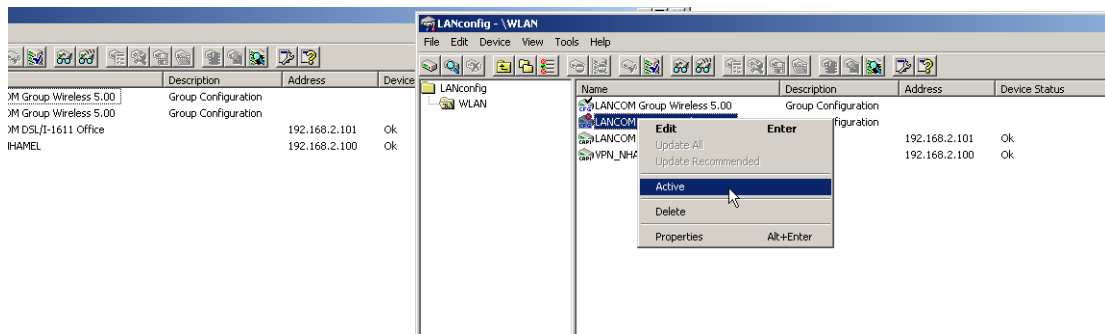 LANconfig - \WLAN
File Edit Device View Tools Help
Description Address Device
OM Group Wireless 5.00 Group Configuration
OM Group Wireless 5.00 Group Configuration
OM DSL/I-1611 Office 192.168.2.101 Ok
HAMEL 192.168.2.100 Ok
LANconfig
WLAN
Name Description Address Device Status
LANCOM Group Wireless 5.00 Group Configuration
LANCOM figuration
LANCOM 192.168.2.101 Ok
VPN_NHA 192.168.2.100 Ok
Edit Enter
Update All
Update Recommended
Active
Delete
Properties Alt+Enter